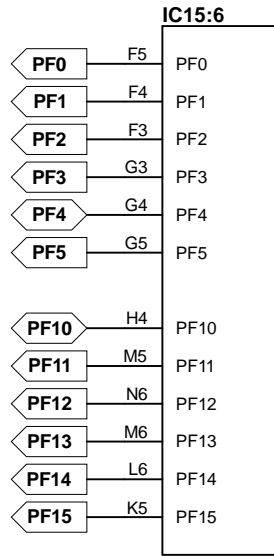 IC15:6
PF0 F5 PF0
PF1 F4 PF1
PF2 F3 PF2
PF3 G3 PF3
PF4 G4 PF4
PF5 G5 PF5
PF10 H4 PF10
PF11 M5 PF11
PF12 N6 PF12
PF13 M6 PF13
PF14 L6 PF14
PF15 K5 PF15